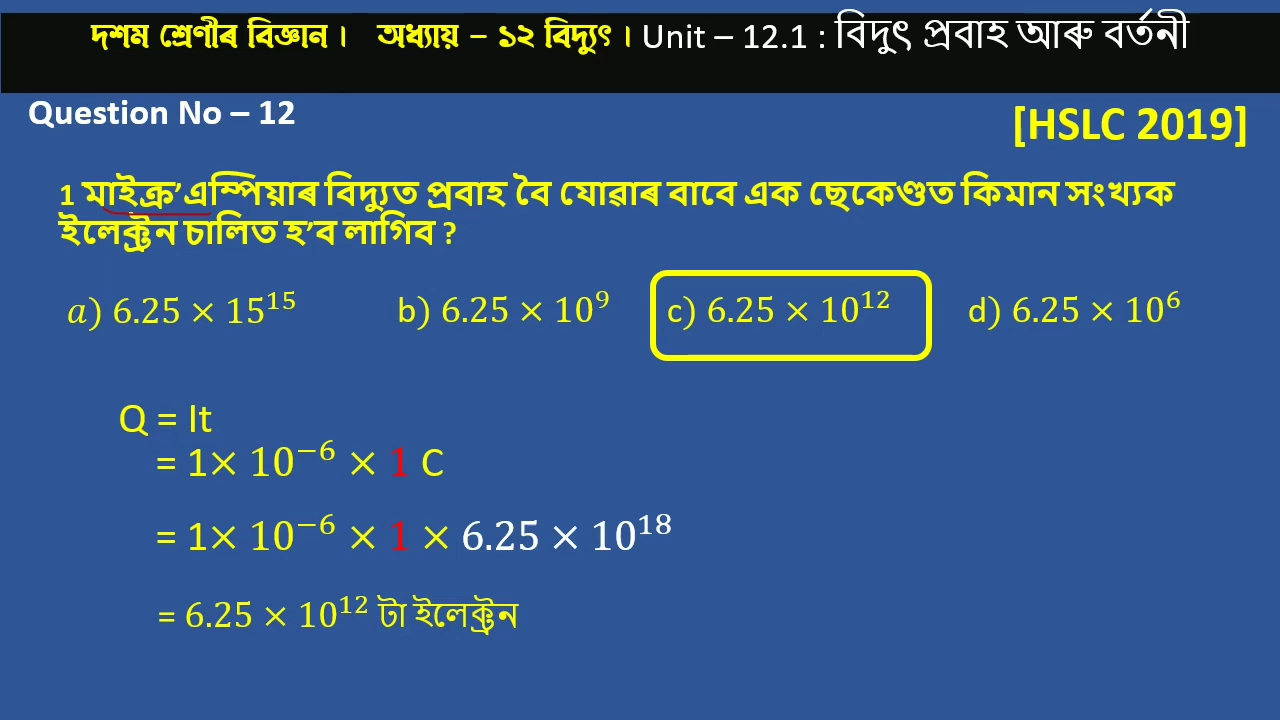 দশম শ্ৰেণীৰ বিজ্ঞান । অধ্যায় – ১২ বিদ্যুৎ । Unit – 12.1 : বিদুৎ প্ৰবাহ আৰু বৰ্তনী
Question No – 12
[HSLC 2019]
1 মাইক্ৰ’এম্পিয়াৰ বিদ্যুত প্ৰবাহ বৈ যোৱাৰ বাবে এক ছেকেণ্ডত কিমান সংখ্যক
ইলেক্ট্ৰন চালিত হ’ব লাগিব ?
a) 6.25 × 15¹⁵ b) 6.25 × 10⁹ c) 6.25 × 10¹² d) 6.25 × 10⁶
Q = It
= 1× 10⁻⁶ × 1 C
= 1× 10⁻⁶ × 1 × 6.25 × 10¹⁸
= 6.25 × 10¹² টা ইলেক্ট্ৰন